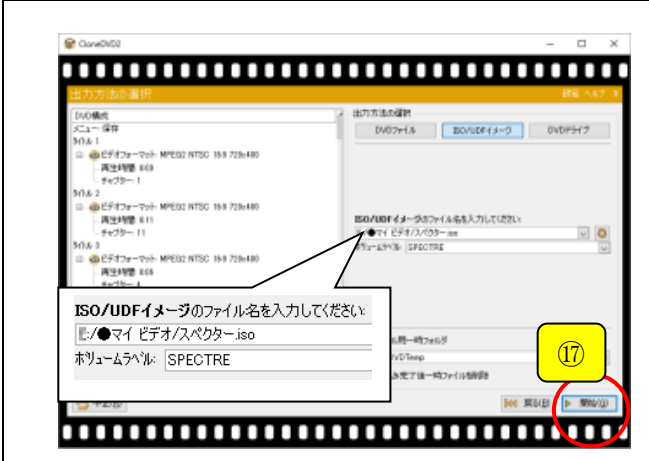 CloneDVD2
出力方法の選択
設定 ヘルプ ?
DVD構成
メニュー: 保存
タイトル 1
ビデオフォーマット: MPEG2 NTSC 16:9 720x480
再生時間: 0:08
チャプター: 1
タイトル 2
ビデオフォーマット: MPEG2 NTSC 16:9 720x480
再生時間: 0:11
チャプター: 11
タイトル 3
ビデオフォーマット: MPEG2 NTSC 16:9 720x480
再生時間: 0:05
出力方法の選択
DVDファイル
ISO/UDFイメージ
DVDドライブ
ISO/UDFイメージのファイル名を入力してください:
E:/●マイ ビデオ/スペクター.iso
ボリュームラベル: SPECTRE
ISO/UDFイメージのファイル名を入力してください:
E:/●マイ ビデオ/スペクター.iso
ボリュームラベル: SPECTRE
用一時フォルダ
完了後一時ファイルを削除
⑰
戻る(B)
開始(G)